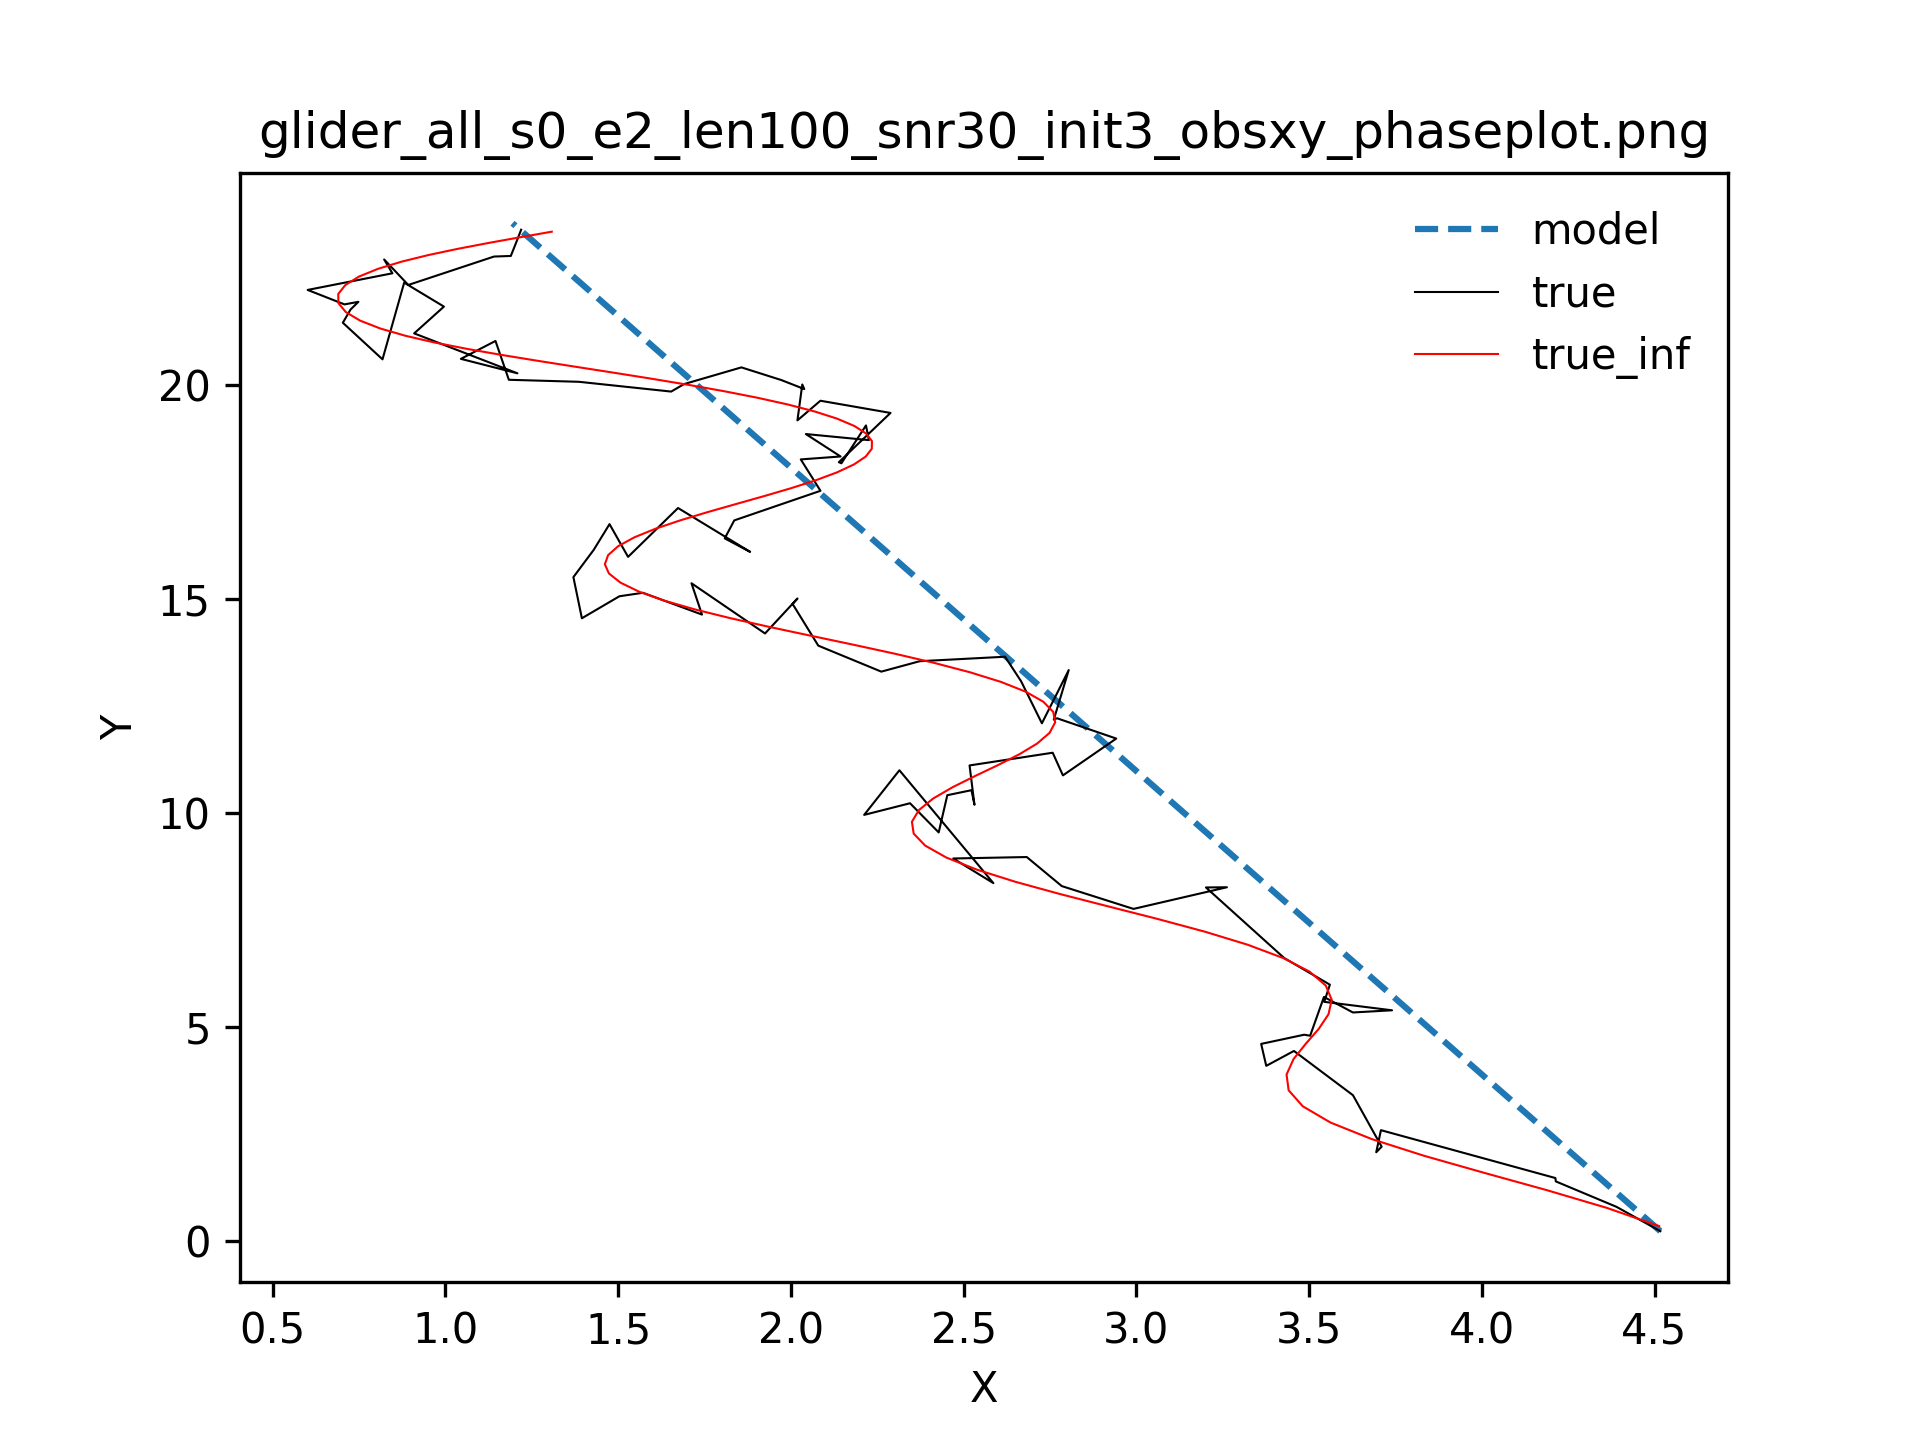 glider_all_s0_e2_len100_snr30_init3_obsxy_phaseplot.png
model
true
true_inf
20
15
10
5
0
Y
0.5 1.0 1.5 2.0 2.5 3.0 3.5 4.0 4.5
X